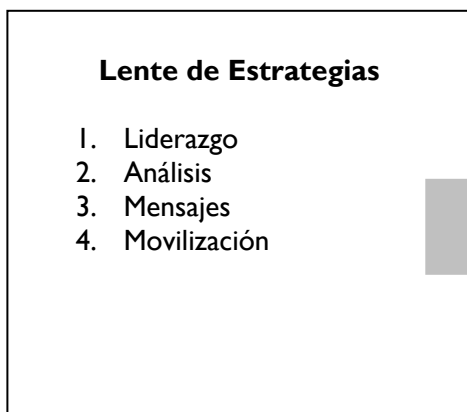 Lente de Estrategias
1. Liderazgo
2. Análisis
3. Mensajes
4. Movilización